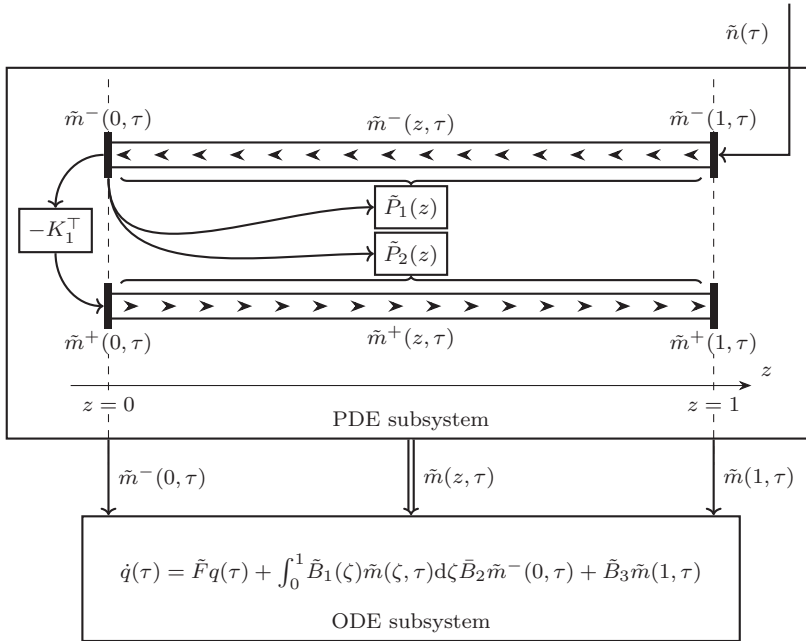 ñ(τ)
m̃⁻(0, τ) m̃⁻(z, τ) m̃⁻(1, τ)
P̃₁(z)
−K₁^⊤
P̃₂(z)
m̃⁺(0, τ) m̃⁺(z, τ) m̃⁺(1, τ)
z
z = 0 z = 1
PDE subsystem
m̃⁻(0, τ) m̃(z, τ) m̃(1, τ)
q̇(τ) = F̃q(τ) + ∫₀¹ B̃₁(ζ)m̃(ζ, τ)dζB̄₂m̃⁻(0, τ) + B̃₃m̃(1, τ)
ODE subsystem